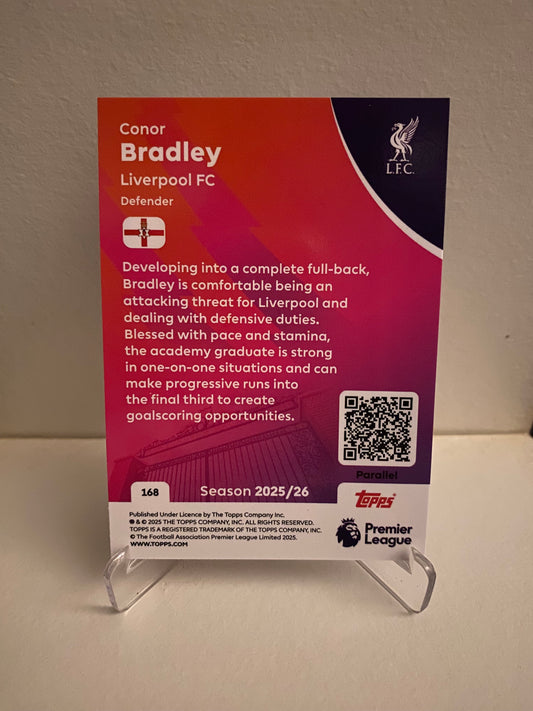 Conor
Bradley
Liverpool FC
Defender
L.F.C.
Developing into a complete full-back,
Bradley is comfortable being an
attacking threat for Liverpool and
dealing with defensive duties.
Blessed with pace and stamina,
the academy graduate is strong
in one-on-one situations and can
make progressive runs into
the final third to create
goalscoring opportunities.
Parallel
168
Season 2025/26
Topps
Published Under Licence by The Topps Company Inc.
® & © 2025 THE TOPPS COMPANY, INC. ALL RIGHTS RESERVED.
TOPPS IS A REGISTERED TRADEMARK OF THE TOPPS COMPANY, INC.
© The Football Association Premier League Limited 2025.
WWW.TOPPS.COM
Premier
League